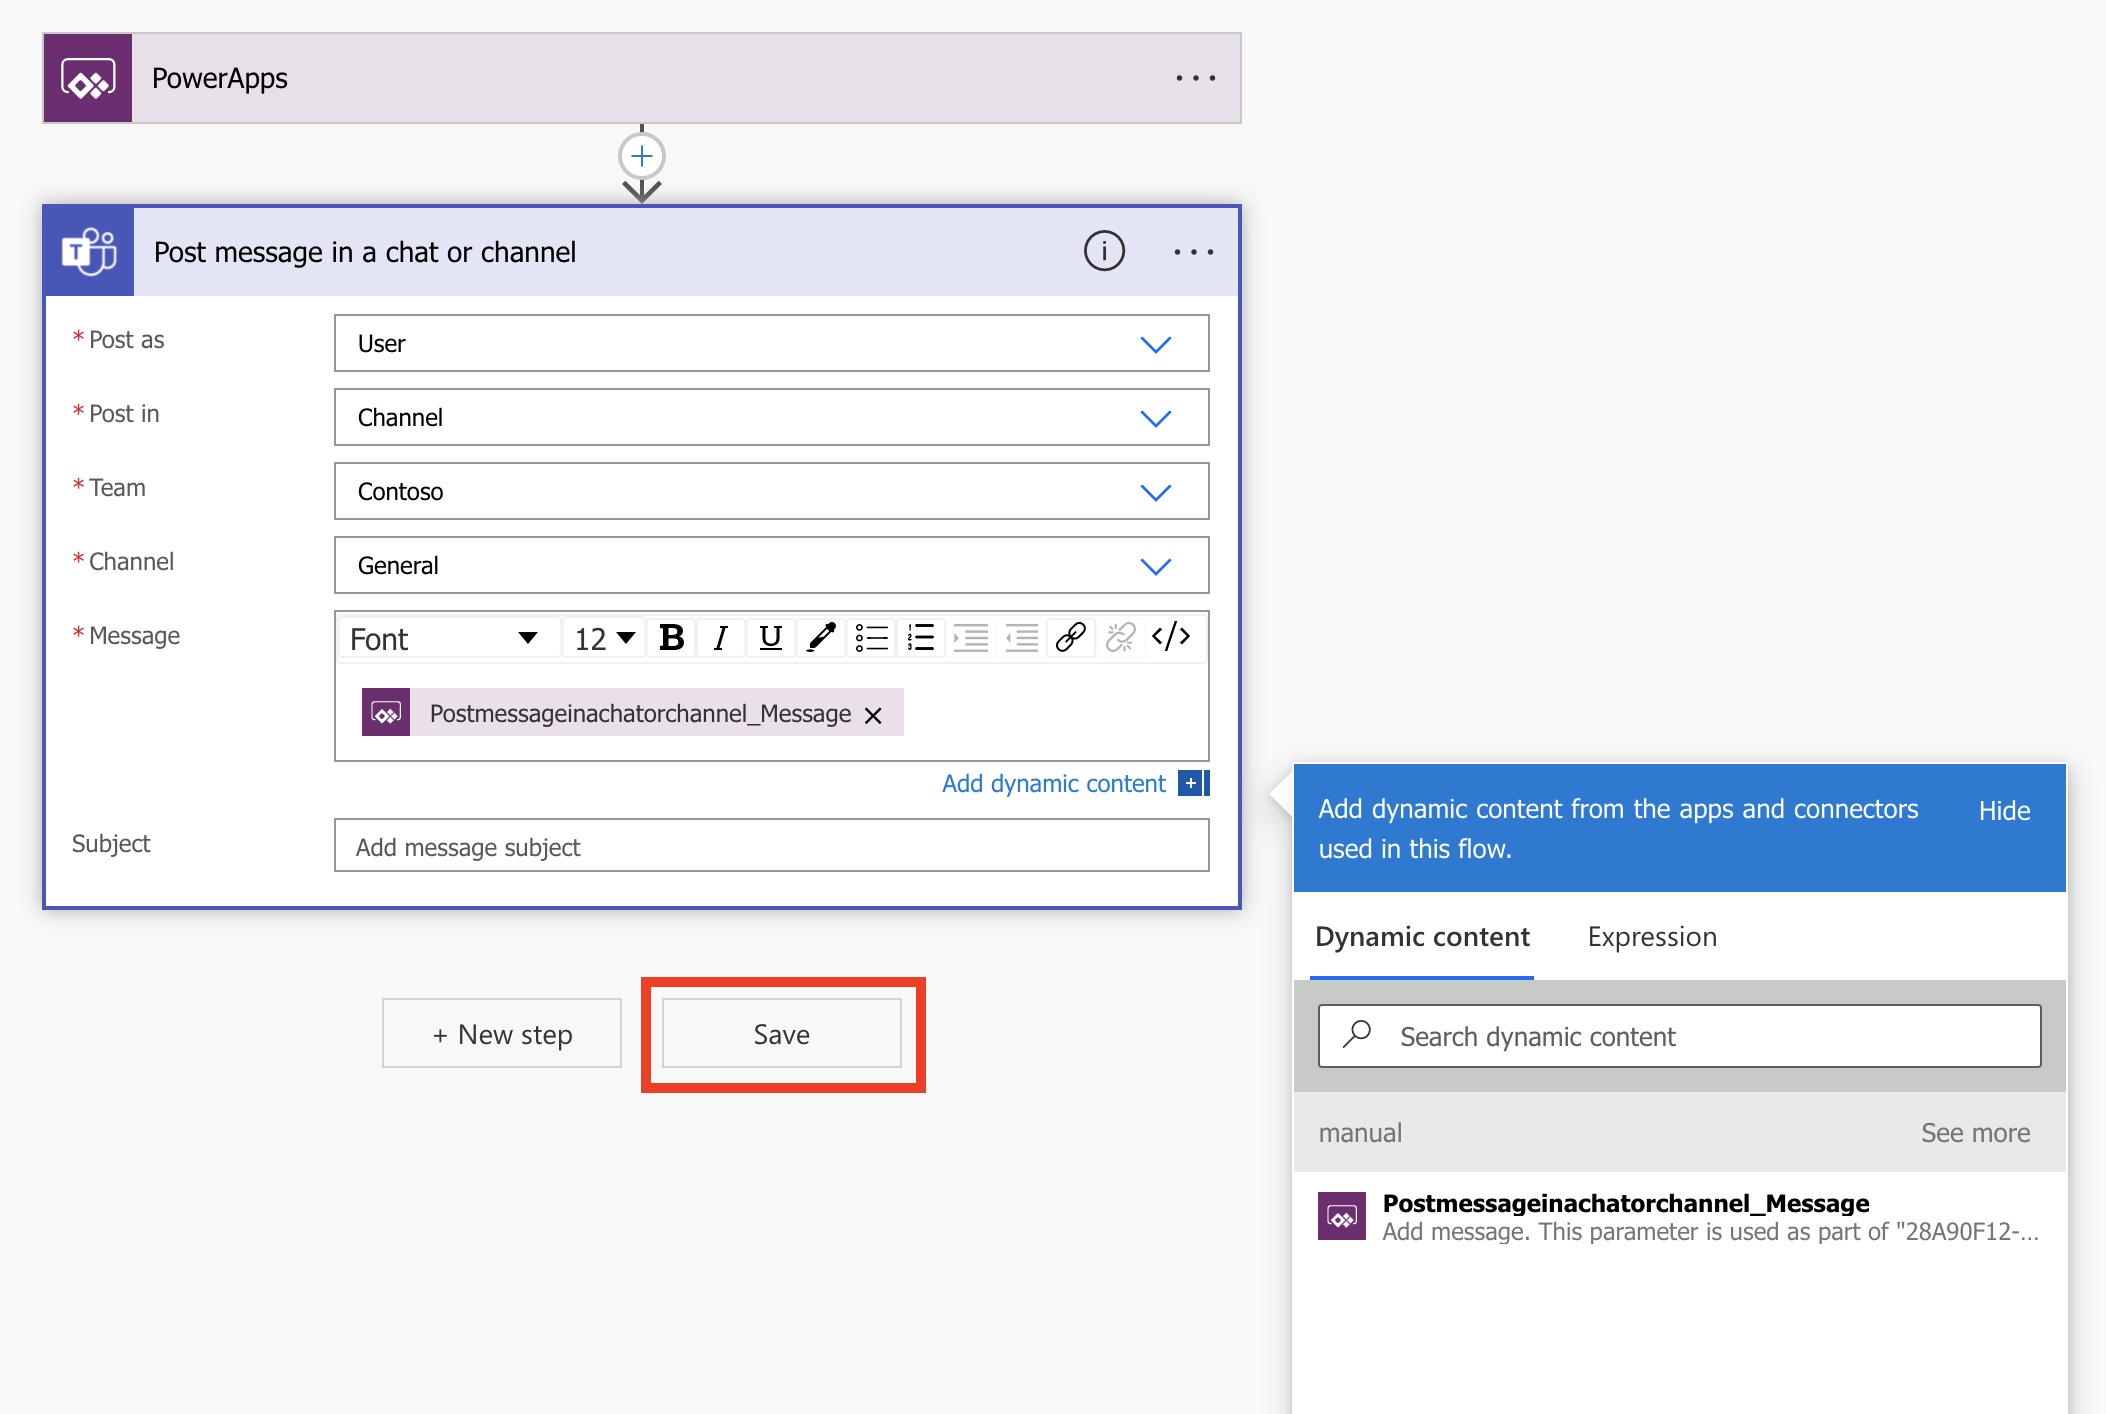 PowerApps
Post message in a chat or channel
* Post as
User
* Post in
Channel
* Team
Contoso
* Channel
General
* Message
Font 12 B I U </>
Postmessageinachatorchannel_Message
Add dynamic content
Subject
Add message subject
+ New step
Save
Add dynamic content from the apps and connectors
used in this flow.
Hide
Dynamic content
Expression
Search dynamic content
manual
See more
Postmessageinachatorchannel_Message
Add message. This parameter is used as part of "28A90F12-...